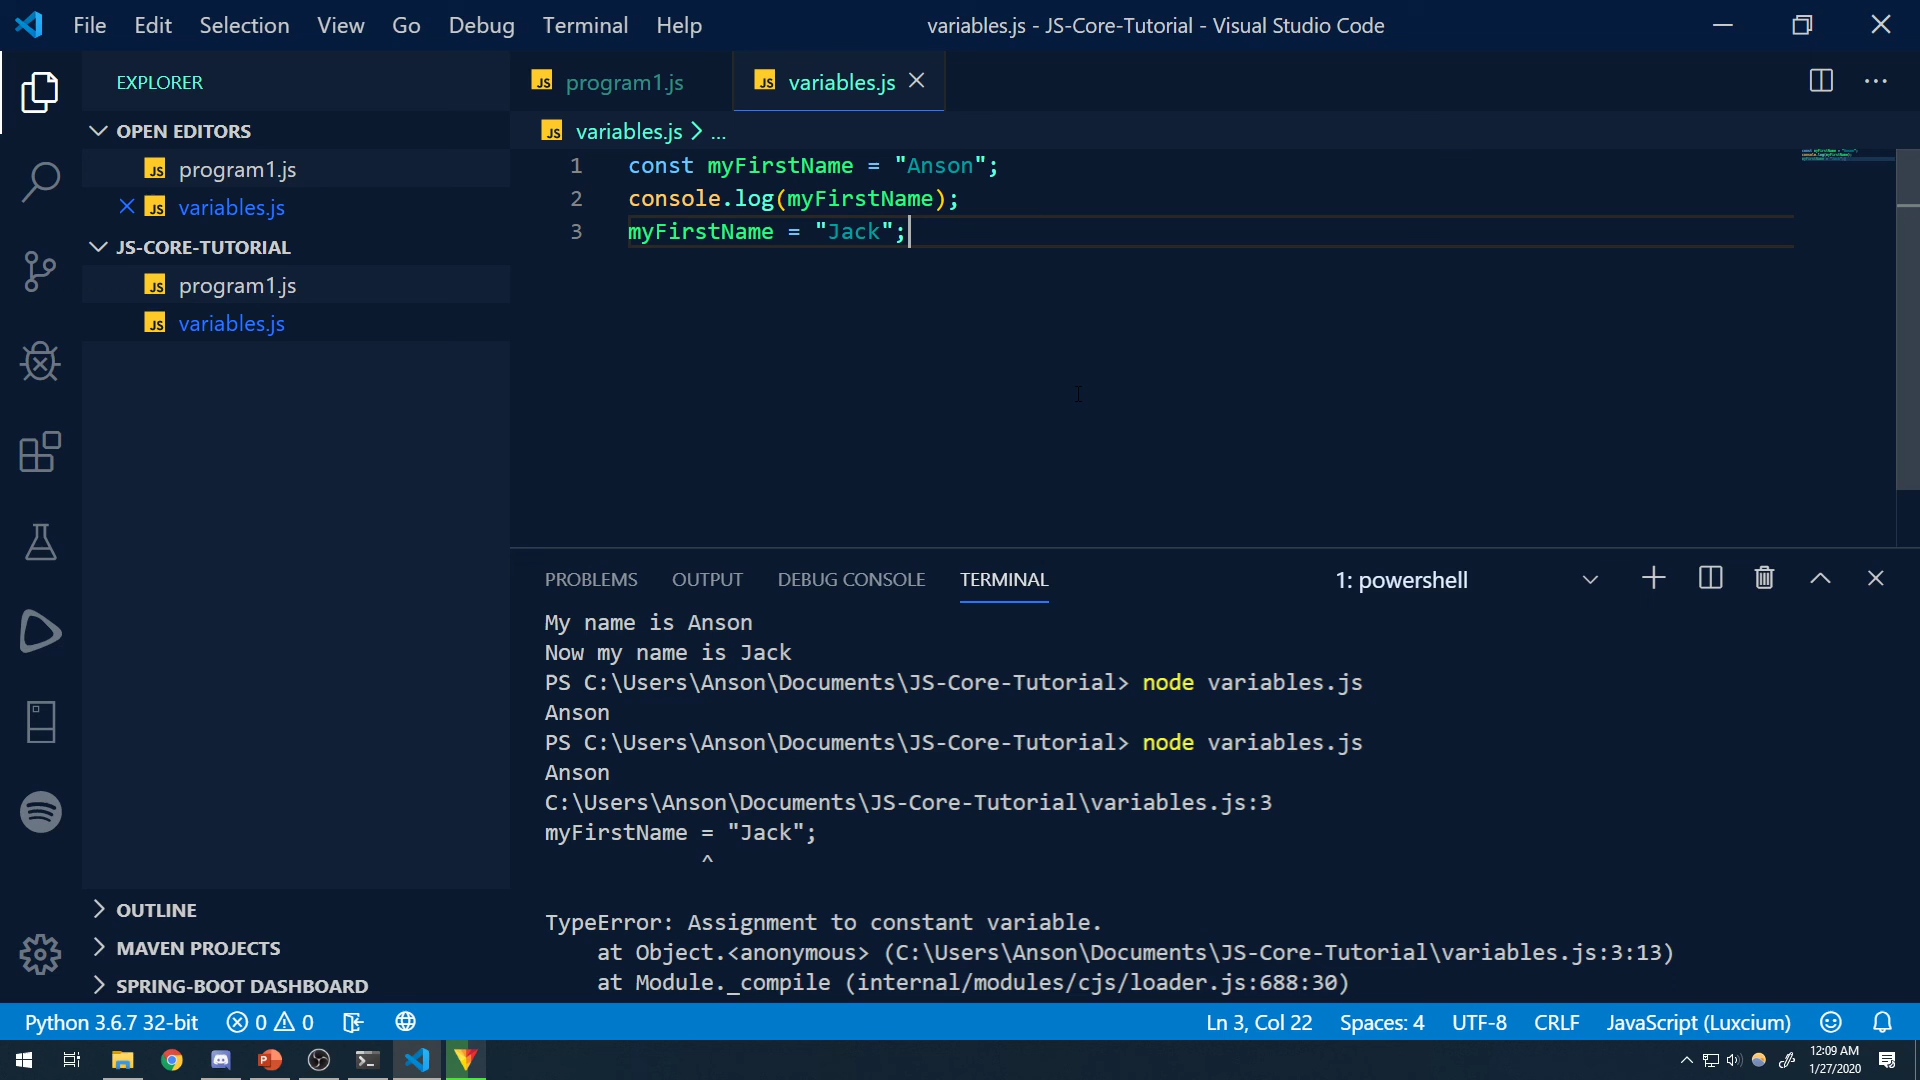 File Edit Selection View Go Debug Terminal Help
variables.js - JS-Core-Tutorial - Visual Studio Code
EXPLORER
OPEN EDITORS
JS program1.js
JS variables.js
JS-CORE-TUTORIAL
JS program1.js
JS variables.js
OUTLINE
MAVEN PROJECTS
SPRING-BOOT DASHBOARD
JS program1.js
JS variables.js
JS variables.js > ...
1 const myFirstName = "Anson";
2 console.log(myFirstName);
3 myFirstName = "Jack";
PROBLEMS OUTPUT DEBUG CONSOLE TERMINAL
1: powershell
My name is Anson
Now my name is Jack
PS C:\Users\Anson\Documents\JS-Core-Tutorial> node variables.js
Anson
PS C:\Users\Anson\Documents\JS-Core-Tutorial> node variables.js
Anson
C:\Users\Anson\Documents\JS-Core-Tutorial\variables.js:3
myFirstName = "Jack";
^
TypeError: Assignment to constant variable.
at Object.<anonymous> (C:\Users\Anson\Documents\JS-Core-Tutorial\variables.js:3:13)
at Module._compile (internal/modules/cjs/loader.js:688:30)
Python 3.6.7 32-bit 0 0
Ln 3, Col 22 Spaces: 4 UTF-8 CRLF JavaScript (Luxcium)
12:09 AM
1/27/2020